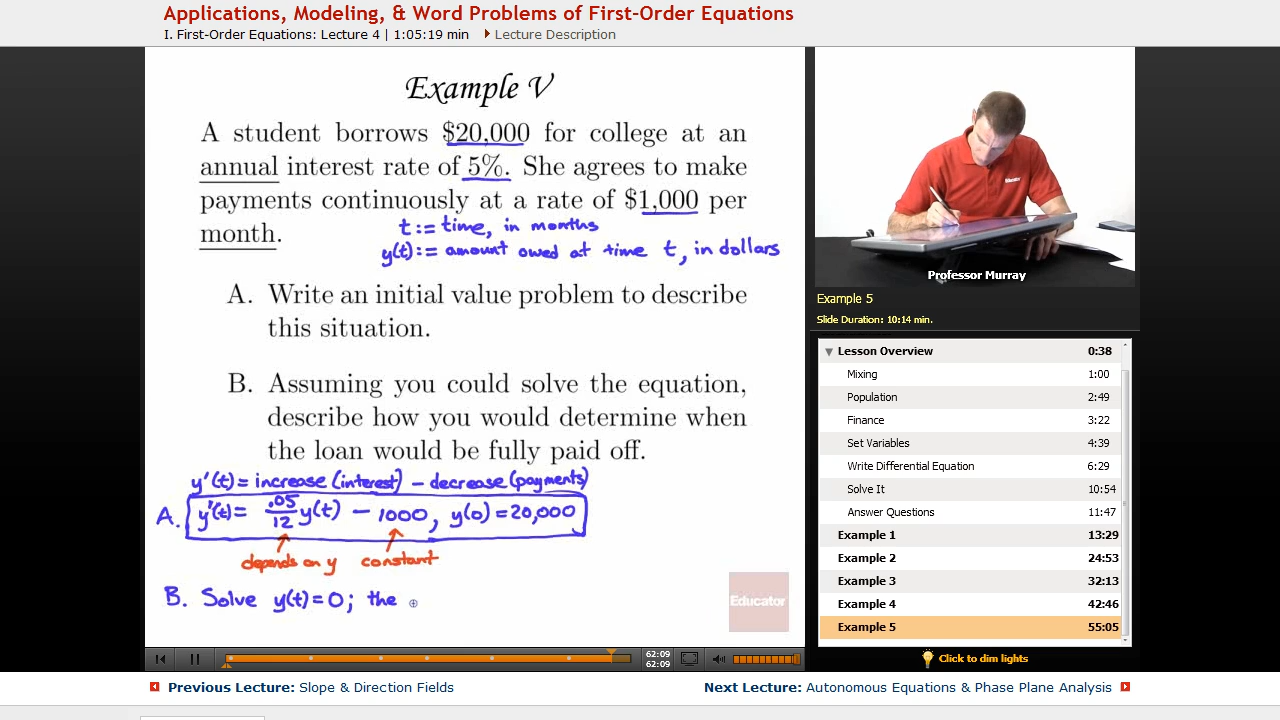 Applications, Modeling, & Word Problems of First-Order Equations
I. First-Order Equations: Lecture 4 | 1:05:19 min Lecture Description
Example V
A student borrows $20,000 for college at an
annual interest rate of 5%. She agrees to make
payments continuously at a rate of $1,000 per
month.
t := time, in months
y(t) := amount owed at time t, in dollars
A. Write an initial value problem to describe
this situation.
B. Assuming you could solve the equation,
describe how you would determine when
the loan would be fully paid off.
y'(t) = increase (interest) - decrease (payments)
A. y'(t) = .05/12 y(t) - 1000, y(0) = 20,000
depends on y constant
B. Solve y(t) = 0; the
Educator
62:09
62:09
Educator
Professor Murray
Example 5
Slide Duration: 10:14 min.
Lesson Overview 0:38
Mixing 1:00
Population 2:49
Finance 3:22
Set Variables 4:39
Write Differential Equation 6:29
Solve It 10:54
Answer Questions 11:47
Example 1 13:29
Example 2 24:53
Example 3 32:13
Example 4 42:46
Example 5 55:05
Click to dim lights
Previous Lecture: Slope & Direction Fields
Next Lecture: Autonomous Equations & Phase Plane Analysis